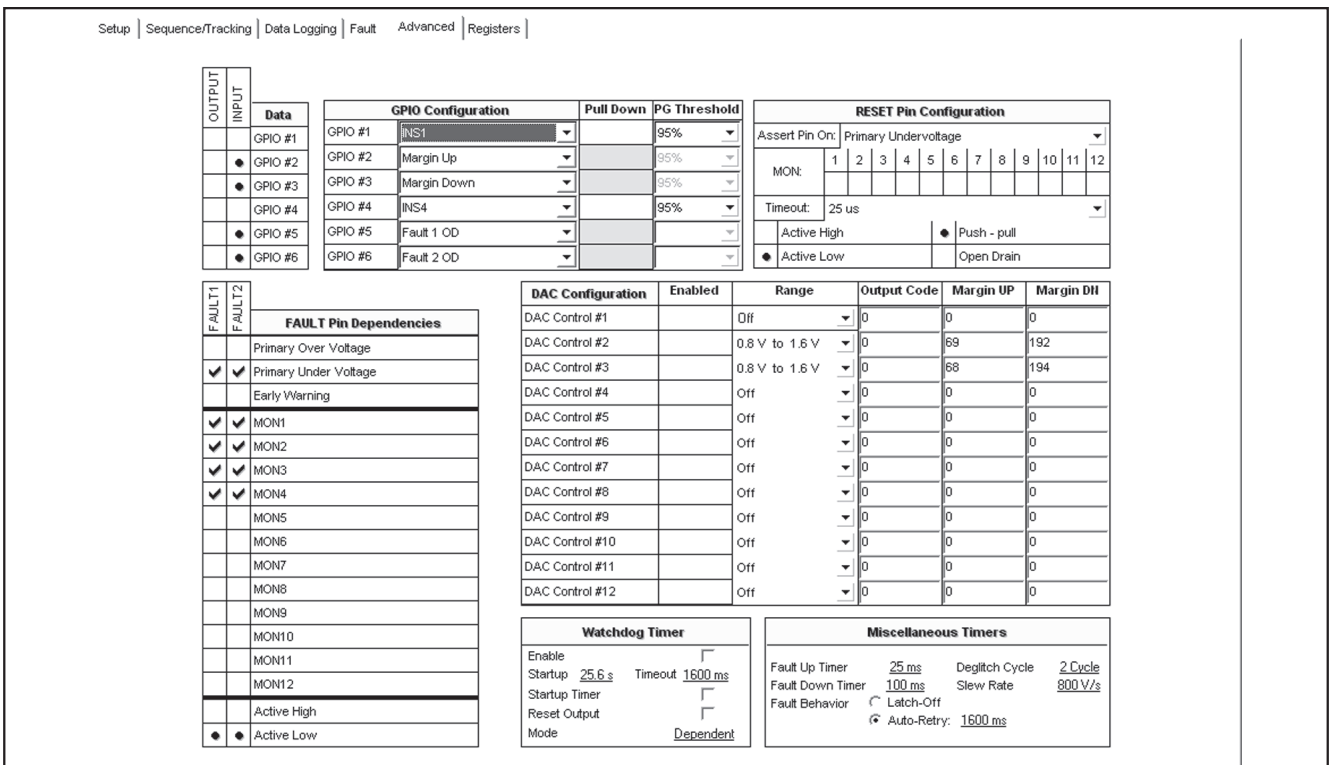 Setup Sequence/Tracking Data Logging Fault Advanced Registers
OUTPUT INPUT Data
GPIO #1
GPIO #2
GPIO #3
GPIO #4
GPIO #5
GPIO #6
GPIO Configuration Pull Down PG Threshold
GPIO #1 INS1 95%
GPIO #2 Margin Up 95%
GPIO #3 Margin Down 95%
GPIO #4 INS4 95%
GPIO #5 Fault 1 OD
GPIO #6 Fault 2 OD
RESET Pin Configuration
Assert Pin On: Primary Undervoltage
MON: 1 2 3 4 5 6 7 8 9 10 11 12
Timeout: 25 us
Active High Push - pull
Active Low Open Drain
FAULT1 FAULT2 FAULT Pin Dependencies
Primary Over Voltage
Primary Under Voltage
Early Warning
MON1
MON2
MON3
MON4
MON5
MON6
MON7
MON8
MON9
MON10
MON11
MON12
Active High
Active Low
DAC Configuration Enabled Range Output Code Margin UP Margin DN
DAC Control #1 Off 0 0 0
DAC Control #2 0.8 V to 1.6 V 0 69 192
DAC Control #3 0.8 V to 1.6 V 0 68 194
DAC Control #4 Off 0 0 0
DAC Control #5 Off 0 0 0
DAC Control #6 Off 0 0 0
DAC Control #7 Off 0 0 0
DAC Control #8 Off 0 0 0
DAC Control #9 Off 0 0 0
DAC Control #10 Off 0 0 0
DAC Control #11 Off 0 0 0
DAC Control #12 Off 0 0 0
Watchdog Timer
Enable
Startup 25.6 s Timeout 1600 ms
Startup Timer
Reset Output
Mode Dependent
Miscellaneous Timers
Fault Up Timer 25 ms Deglitch Cycle 2 Cycle
Fault Down Timer 100 ms Slew Rate 800 V/s
Fault Behavior Latch-Off
Auto-Retry: 1600 ms